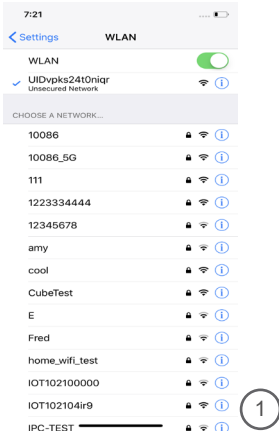 7:21
Settings WLAN
WLAN
UIDvpks24t0niqr
Unsecured Network
CHOOSE A NETWORK...
10086
10086_5G
111
1223334444
12345678
amy
cool
CubeTest
E
Fred
home_wifi_test
IOT102100000
IOT102104ir9
IPC-TEST
1